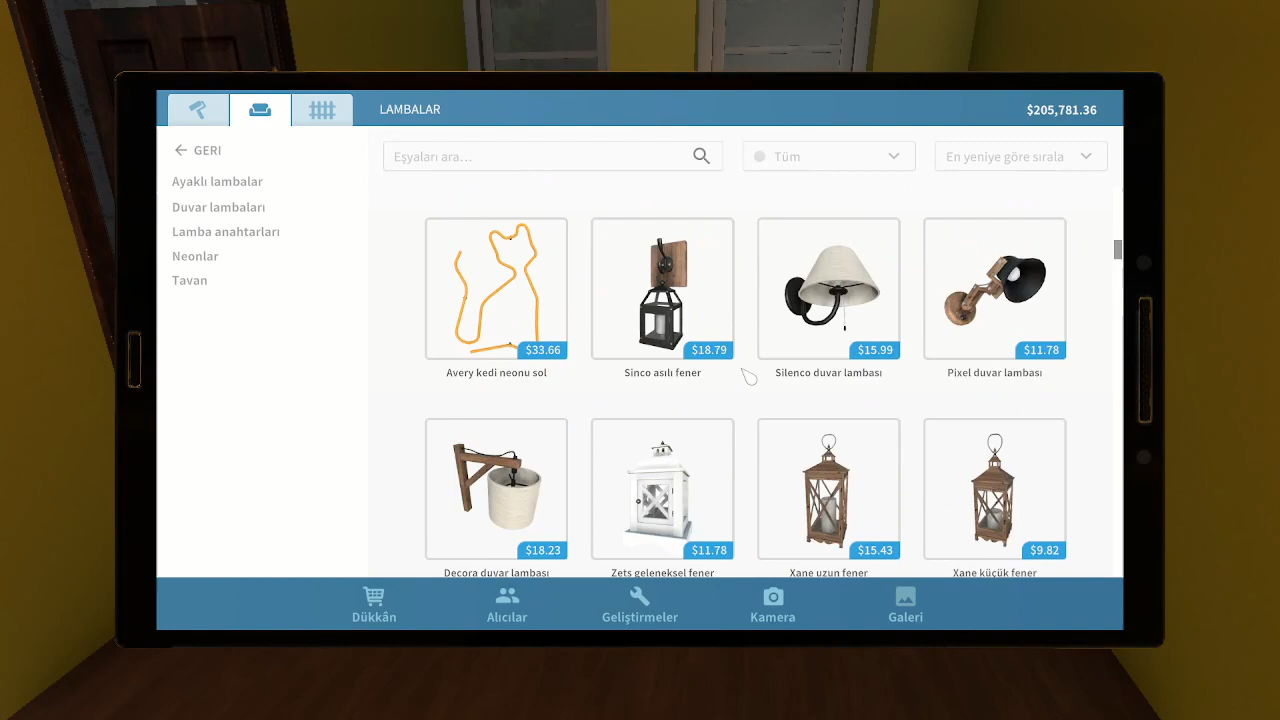 LAMBALAR
$205,781.36
GERI
Eşyaları ara...
Tüm
En yeniye göre sırala
Ayaklı lambalar
Duvar lambaları
Lamba anahtarları
Neonlar
Tavan
$33.66
$18.79
$15.99
$11.78
Avery kedi neonu sol
Sinco asılı fener
Silenco duvar lambası
Pixel duvar lambası
$18.23
$11.78
$15.43
$9.82
Decora duvar lambası
Zets geleneksel fener
Xane uzun fener
Xane küçük fener
Dükkân
Alıcılar
Geliştirmeler
Kamera
Galeri